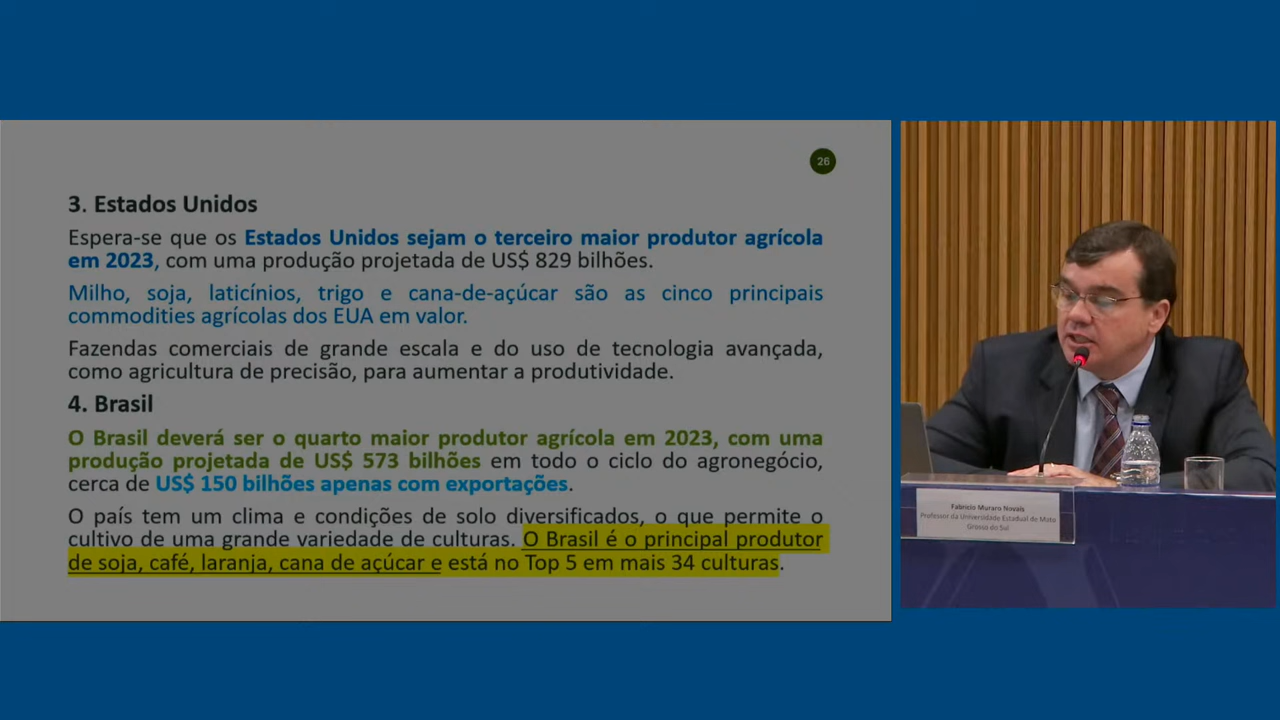 26
3. Estados Unidos
Espera-se que os Estados Unidos sejam o terceiro maior produtor agrícola
em 2023, com uma produção projetada de US$ 829 bilhões.
Milho, soja, laticínios, trigo e cana-de-açúcar são as cinco principais
commodities agrícolas dos EUA em valor.
Fazendas comerciais de grande escala e do uso de tecnologia avançada,
como agricultura de precisão, para aumentar a produtividade.
4. Brasil
O Brasil deverá ser o quarto maior produtor agrícola em 2023, com uma
produção projetada de US$ 573 bilhões em todo o ciclo do agronegócio,
cerca de US$ 150 bilhões apenas com exportações.
O país tem um clima e condições de solo diversificados, o que permite o
cultivo de uma grande variedade de culturas. O Brasil é o principal produtor
de soja, café, laranja, cana de açúcar e está no Top 5 em mais 34 culturas.
Fabrício Muraro Novais
Professor da Universidade Estadual de Mato
Grosso do Sul